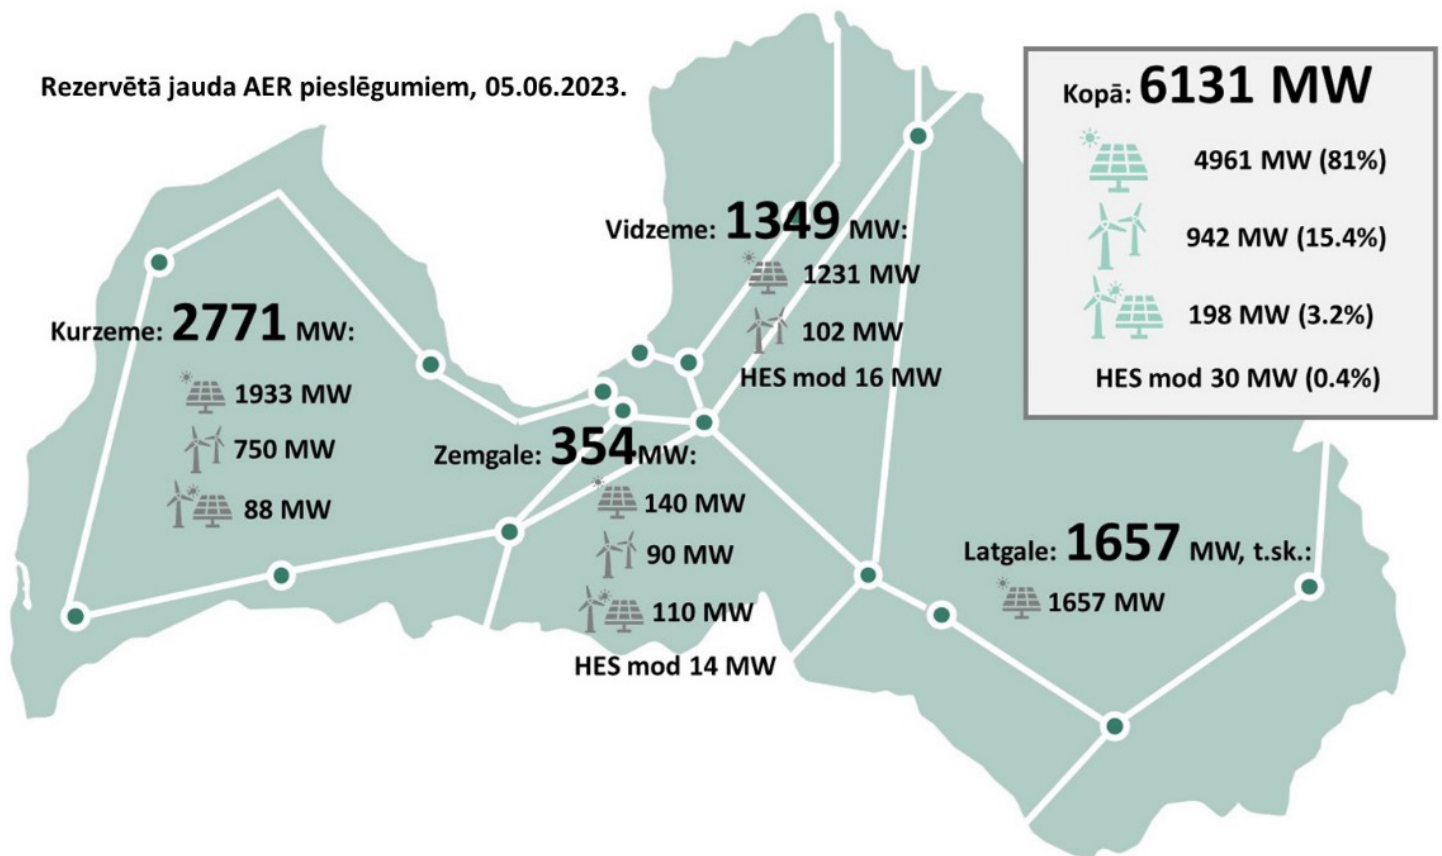 Rezervētā jauda AER pieslēgumiem, 05.06.2023.
Kopā: 6131 MW
4961 MW (81%)
942 MW (15.4%)
198 MW (3.2%)
HES mod 30 MW (0.4%)
Vidzeme: 1349 MW:
1231 MW
102 MW
HES mod 16 MW
Kurzeme: 2771 MW:
1933 MW
750 MW
88 MW
Zemgale: 354MW:
140 MW
90 MW
110 MW
HES mod 14 MW
Latgale: 1657 MW, t.sk.:
1657 MW